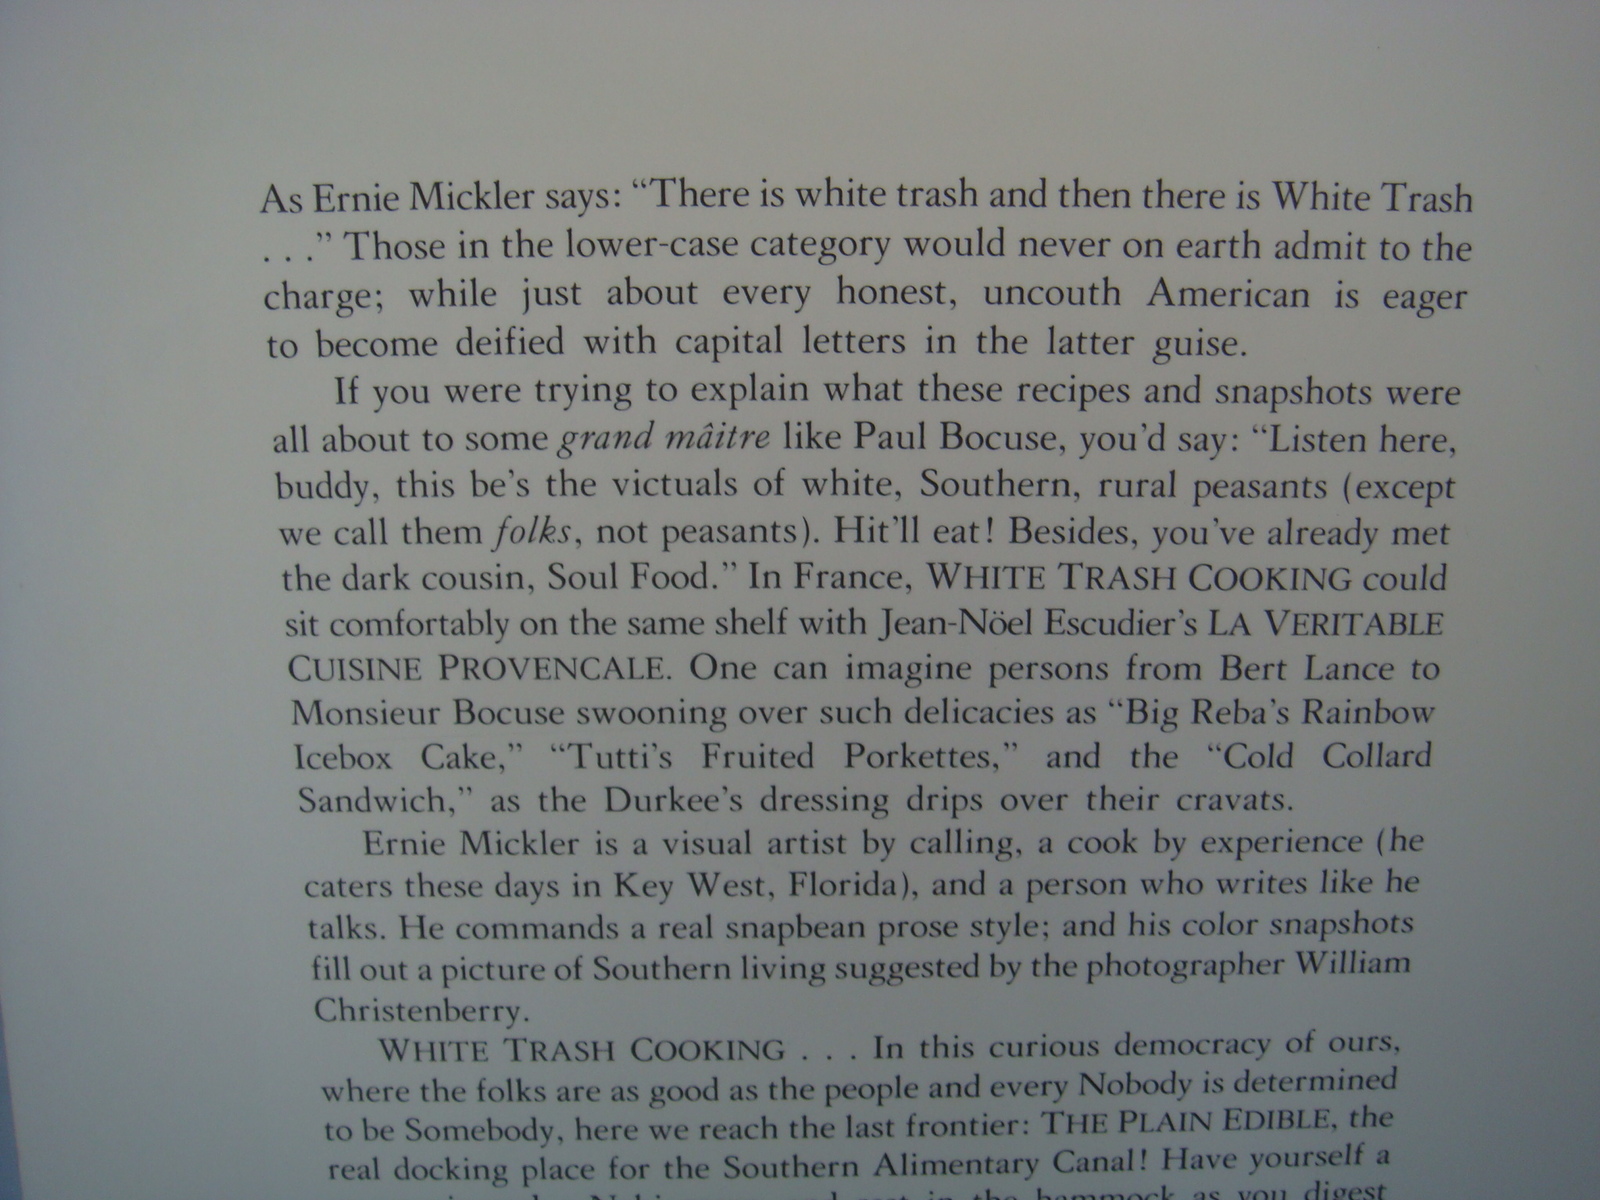 As Ernie Mickler says: “There is white trash and then there is White Trash
. . .” Those in the lower-case category would never on earth admit to the
charge; while just about every honest, uncouth American is eager
to become deified with capital letters in the latter guise.
If you were trying to explain what these recipes and snapshots were
all about to some grand mâitre like Paul Bocuse, you’d say: “Listen here,
buddy, this be’s the victuals of white, Southern, rural peasants (except
we call them folks, not peasants). Hit’ll eat! Besides, you’ve already met
the dark cousin, Soul Food.” In France, WHITE TRASH COOKING could
sit comfortably on the same shelf with Jean-Nöel Escudier’s LA VERITABLE
CUISINE PROVENCALE. One can imagine persons from Bert Lance to
Monsieur Bocuse swooning over such delicacies as “Big Reba’s Rainbow
Icebox Cake,” “Tutti’s Fruited Porkettes,” and the “Cold Collard
Sandwich,” as the Durkee’s dressing drips over their cravats.
Ernie Mickler is a visual artist by calling, a cook by experience (he
caters these days in Key West, Florida), and a person who writes like he
talks. He commands a real snapbean prose style; and his color snapshots
fill out a picture of Southern living suggested by the photographer William
Christenberry.
WHITE TRASH COOKING . . . In this curious democracy of ours,
where the folks are as good as the people and every Nobody is determined
to be Somebody, here we reach the last frontier: THE PLAIN EDIBLE, the
real docking place for the Southern Alimentary Canal! Have yourself a
in the hammock as you digest